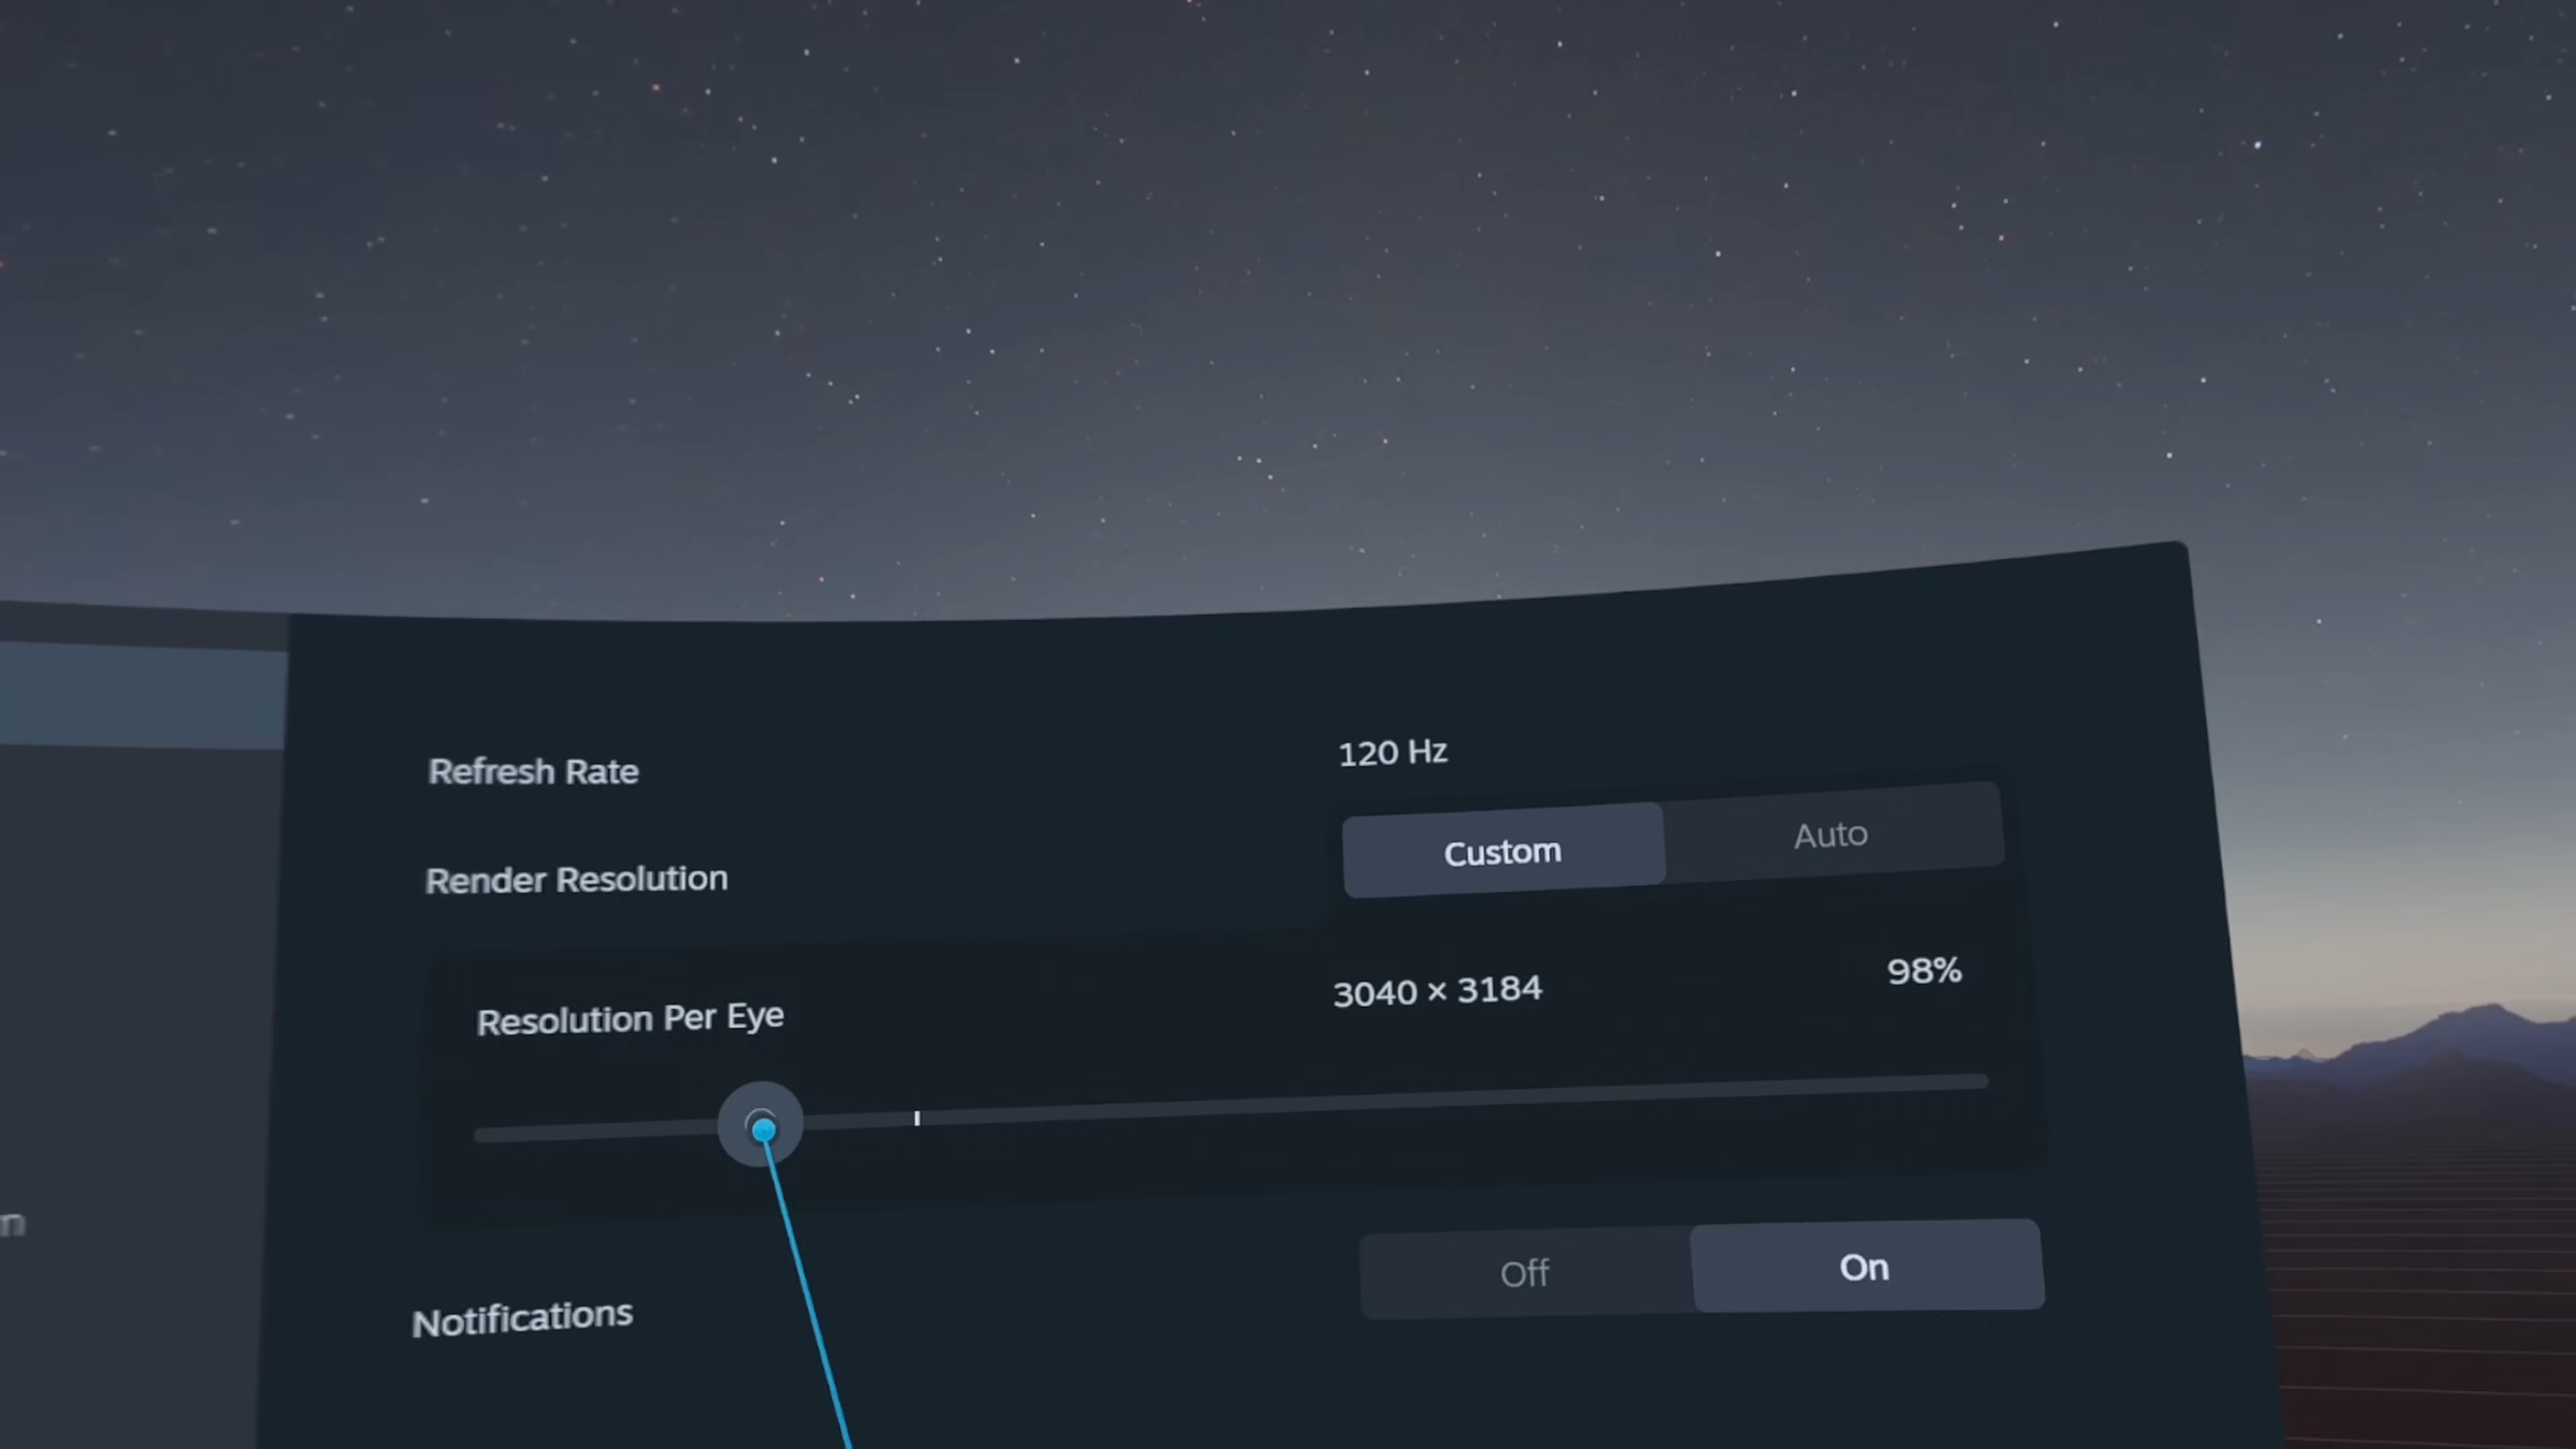 Refresh Rate
120 Hz
Render Resolution
Custom
Auto
Resolution Per Eye
3040 × 3184
98%
Notifications
Off
On